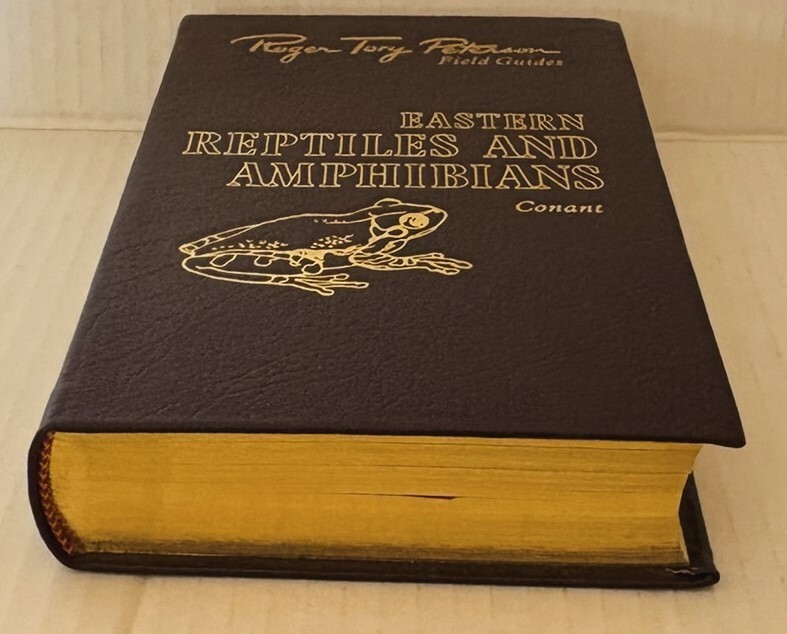 Roger Tory Peterson
Field Guides
EASTERN
REPTILES AND
AMPHIBIANS
Conant